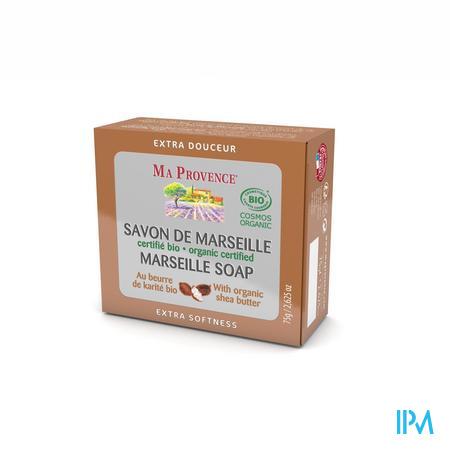 EXTRA DOUCEUR
MA PROVENCE®
BIO
COSMOS
ORGANIC
SAVON DE MARSEILLE
certifié bio • organic certified
MARSEILLE SOAP
Au beurre
de karité bio
With organic
shea butter
EXTRA SOFTNESS
75g / 2,625 oz
IPM